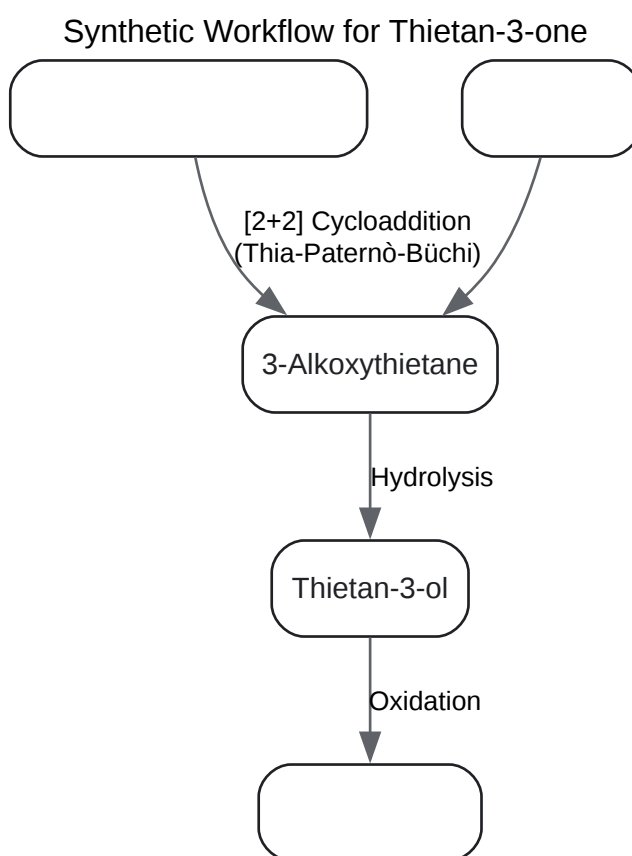 Synthetic Workflow for Thietan-3-one
[2+2] Cycloaddition
(Thia-Paternò-Büchi)
3-Alkoxythietane
Hydrolysis
Thietan-3-ol
Oxidation